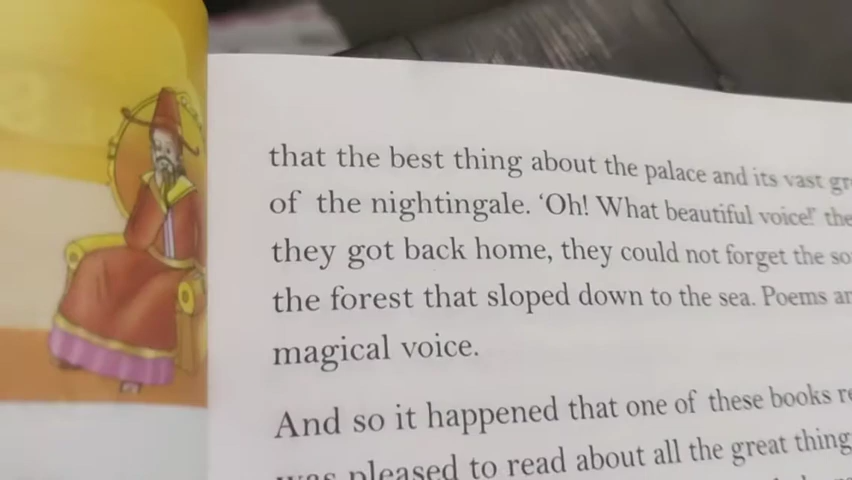 that the best thing about the palace and its vast
of the nightingale. 'Oh! What beautiful voice!'
they got back home, they could not forget the
the forest that sloped down to the sea. Poems
magical voice.
And so it happened that one of these books
was pleased to read about all the great